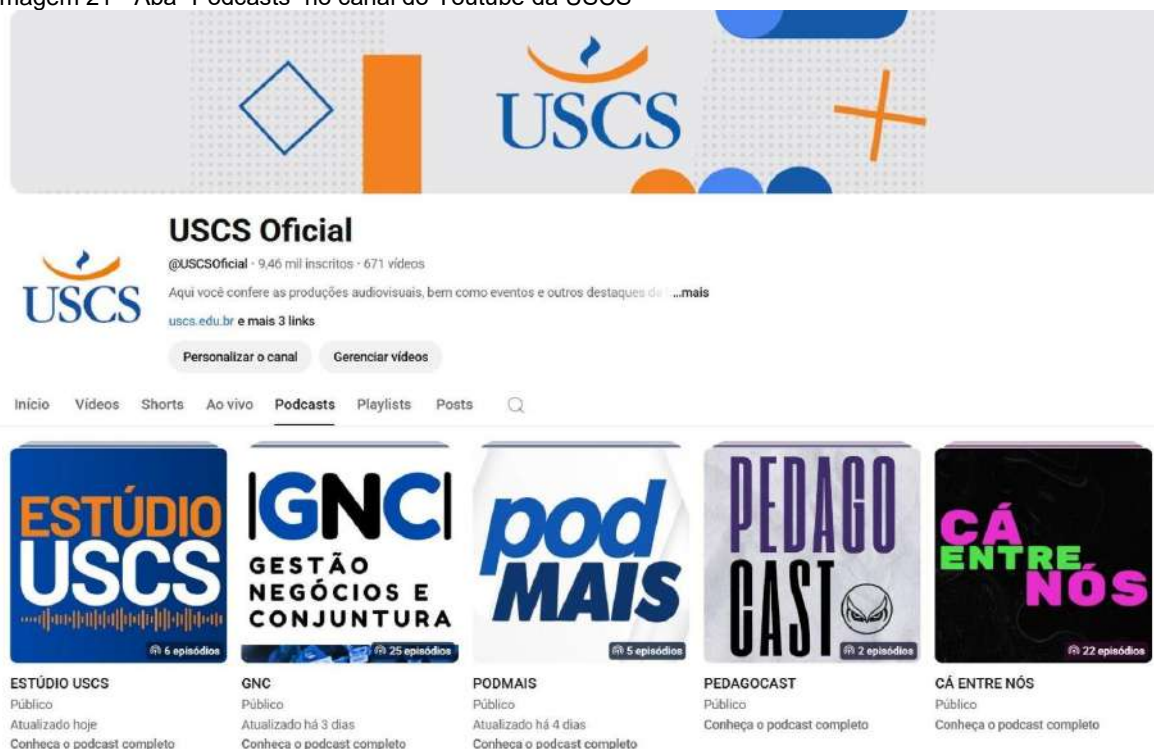 USCS
USCS Oficial
@USCSOficial · 9,46 mil inscritos · 671 vídeos
USCS
Aqui você confere as produções audiovisuais, bem como eventos e outros destaques da ...mais
uscs.edu.br e mais 3 links
Personalizar o canal Gerenciar vídeos
Início Vídeos Shorts Ao vivo Podcasts Playlists Posts
ESTÚDIO
USCS
6 episódios
|GNC|
GESTÃO
NEGÓCIOS E
CONJUNTURA
25 episódios
pod
MAIS
5 episódios
PEDAGO
CAST
2 episódios
CÁ
ENTRE
NÓS
22 episódios
ESTÚDIO USCS
Público
Atualizado hoje
Conheça o podcast completo
GNC
Público
Atualizado há 3 dias
Conheça o podcast completo
PODMAIS
Público
Atualizado há 4 dias
Conheça o podcast completo
PEDAGOCAST
Público
Conheça o podcast completo
CÁ ENTRE NÓS
Público
Conheça o podcast completo